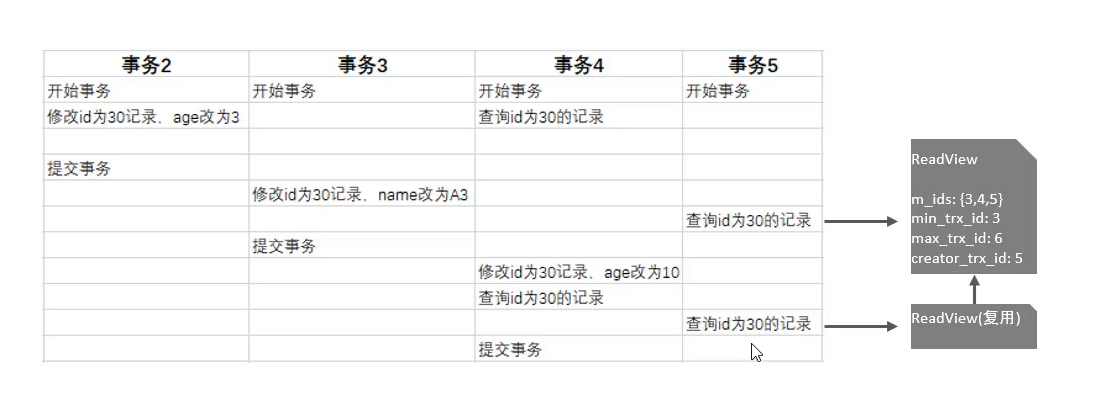 事务2 事务3 事务4 事务5
开始事务 开始事务 开始事务 开始事务
修改id为30记录，age改为3 查询id为30的记录
提交事务
修改id为30记录，name改为A3
查询id为30的记录
提交事务
修改id为30记录，age改为10
查询id为30的记录
查询id为30的记录
提交事务
ReadView
m_ids: {3,4,5}
min_trx_id: 3
max_trx_id: 6
creator_trx_id: 5
ReadView(复用)